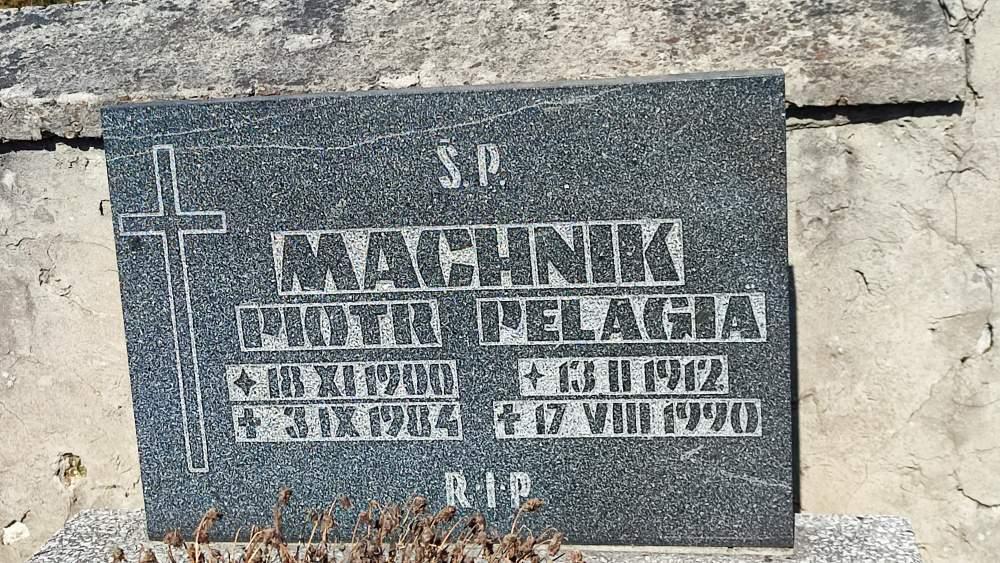 Ś.P.
MACHNIK
PIOTR PELAGIA
✦ 18 XI 1900 ✦ 13 II 1912
✝ 3 IX 1984 ✝ 17 VIII 1990
R.I.P